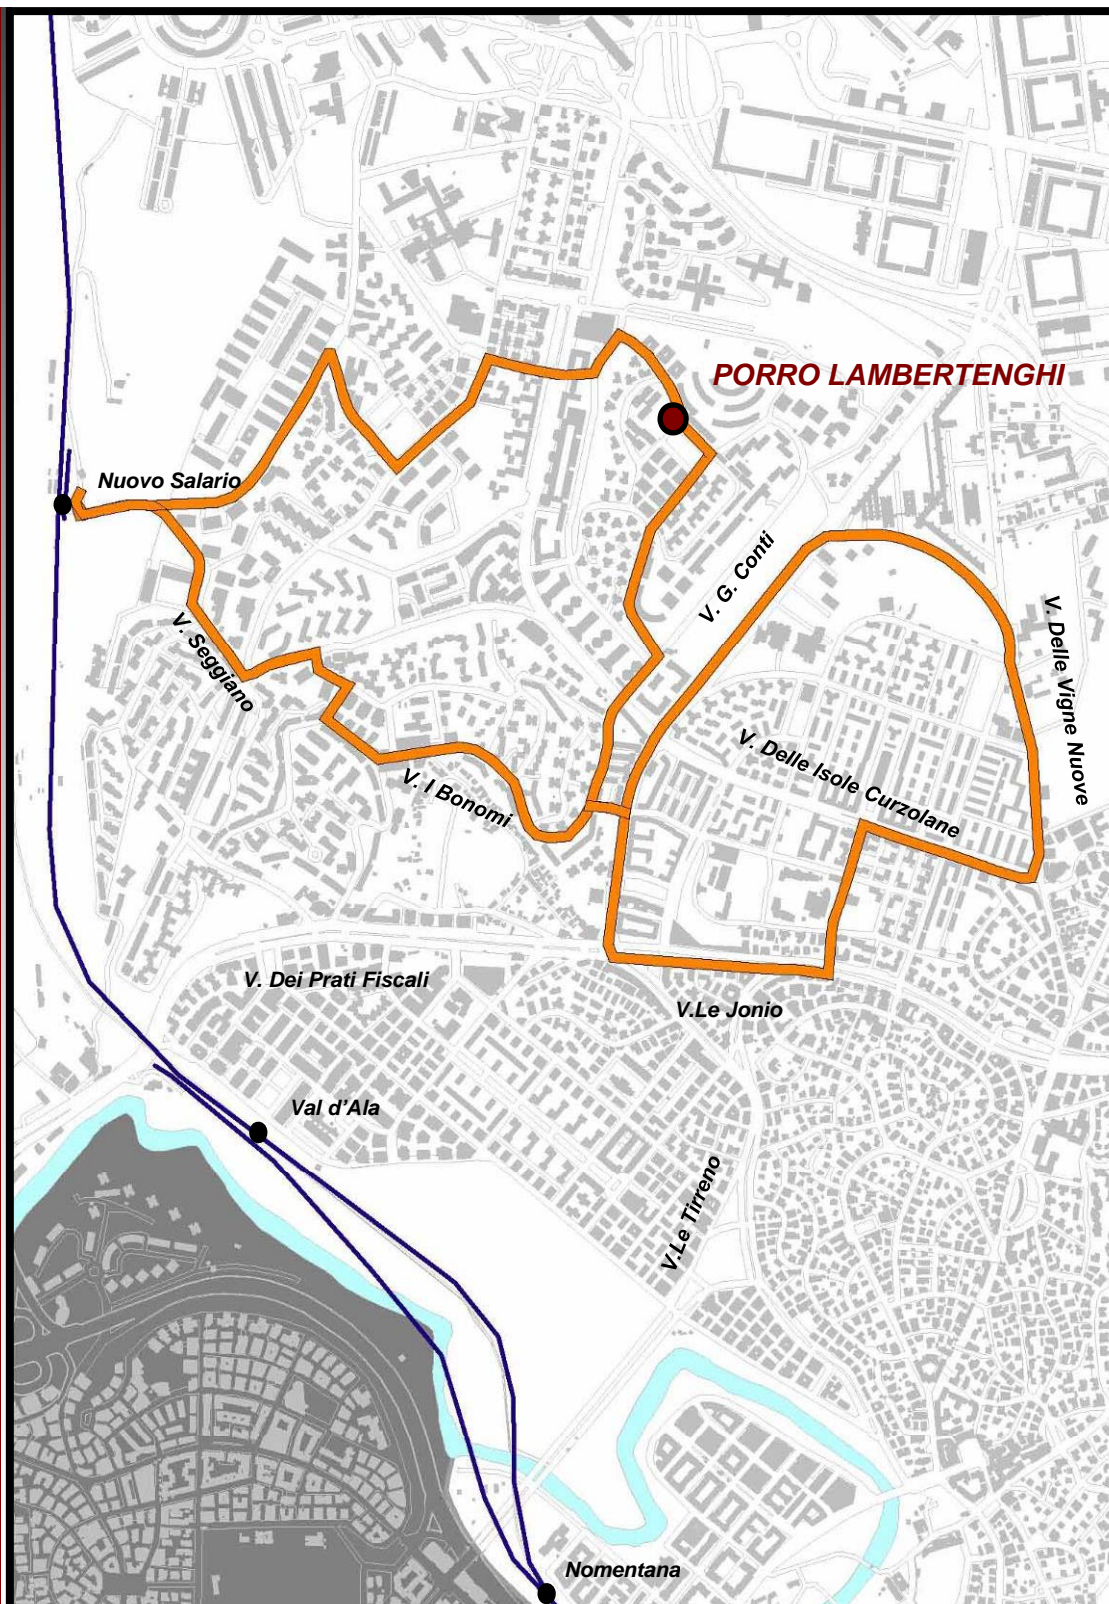 PORRO LAMBERTENGHI
Nuovo Salario
V. G. Conti
V. Seggiano
V. Delle Vigne Nuove
V. Delle Isole Curzolane
V. I Bonomi
V. Dei Prati Fiscali
V.Le Jonio
Val d'Ala
V.Le Tirreno
Nomentana